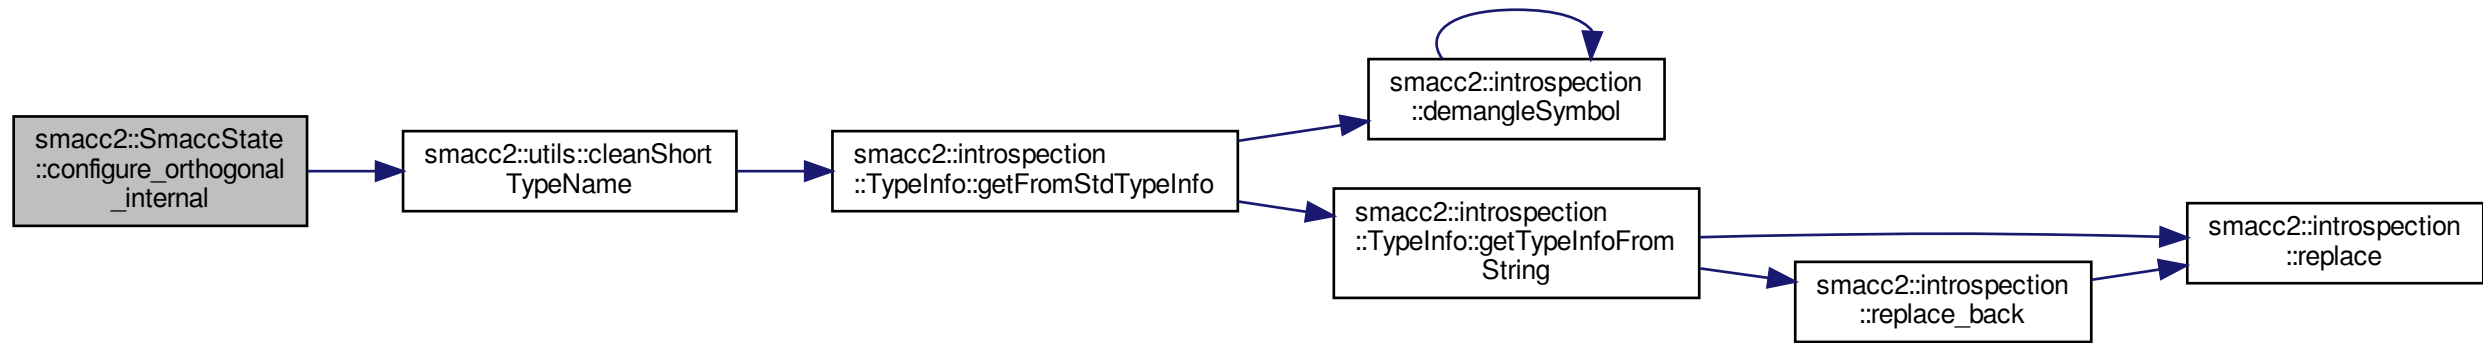 smacc2::SmaccState
::configure_orthogonal
_internal
smacc2::utils::cleanShort
TypeName
smacc2::introspection
::TypeInfo::getFromStdTypeInfo
smacc2::introspection
::demangleSymbol
smacc2::introspection
::TypeInfo::getTypeInfoFrom
String
smacc2::introspection
::replace_back
smacc2::introspection
::replace